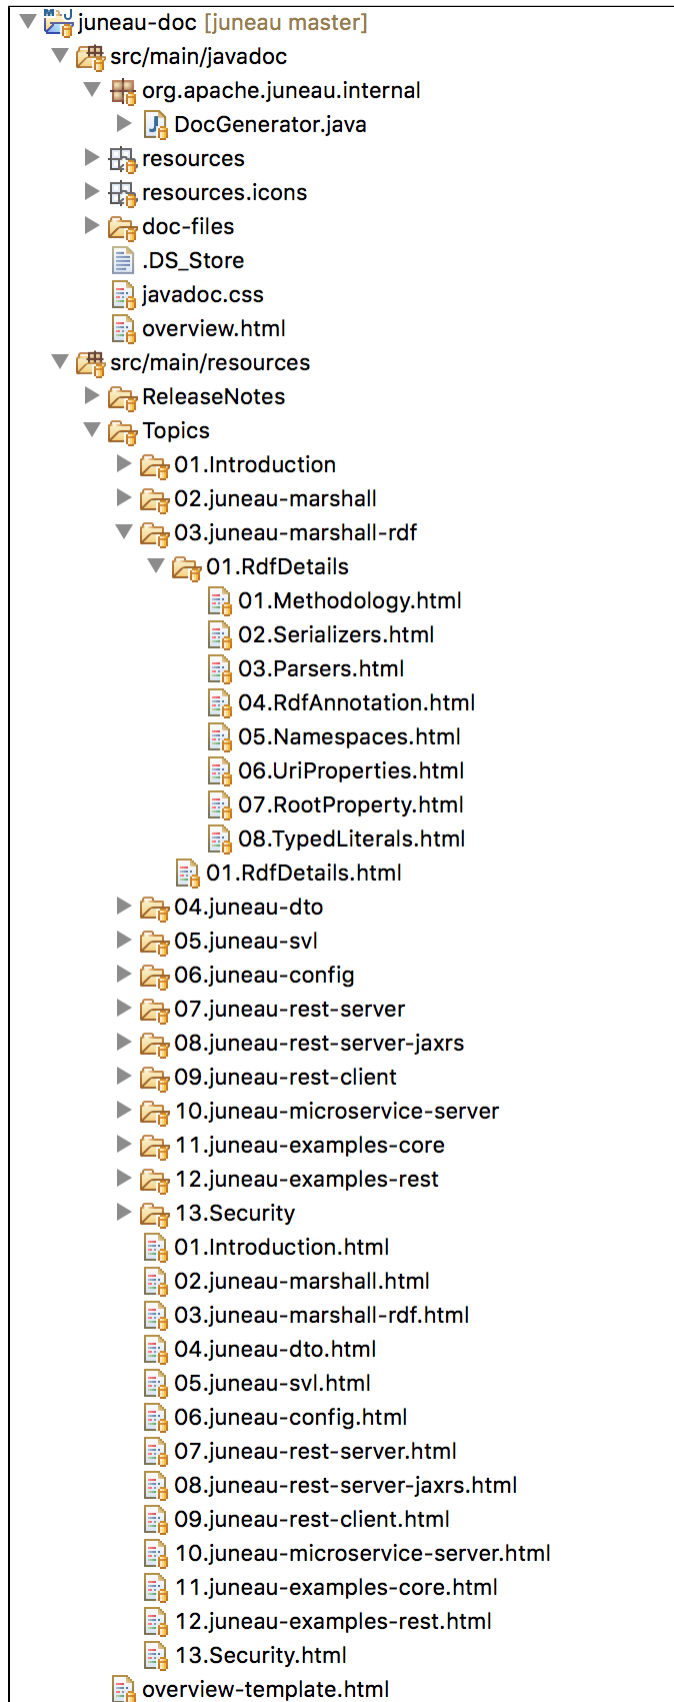 juneau-doc [juneau master]
src/main/javadoc
org.apache.juneau.internal
DocGenerator.java
resources
resources.icons
doc-files
.DS_Store
javadoc.css
overview.html
src/main/resources
ReleaseNotes
Topics
01.Introduction
02.juneau-marshall
03.juneau-marshall-rdf
01.RdfDetails
01.Methodology.html
02.Serializers.html
03.Parsers.html
04.RdfAnnotation.html
05.Namespaces.html
06.UriProperties.html
07.RootProperty.html
08.TypedLiterals.html
01.RdfDetails.html
04.juneau-dto
05.juneau-svl
06.juneau-config
07.juneau-rest-server
08.juneau-rest-server-jaxrs
09.juneau-rest-client
10.juneau-microservice-server
11.juneau-examples-core
12.juneau-examples-rest
13.Security
01.Introduction.html
02.juneau-marshall.html
03.juneau-marshall-rdf.html
04.juneau-dto.html
05.juneau-svl.html
06.juneau-config.html
07.juneau-rest-server.html
08.juneau-rest-server-jaxrs.html
09.juneau-rest-client.html
10.juneau-microservice-server.html
11.juneau-examples-core.html
12.juneau-examples-rest.html
13.Security.html
overview-template.html